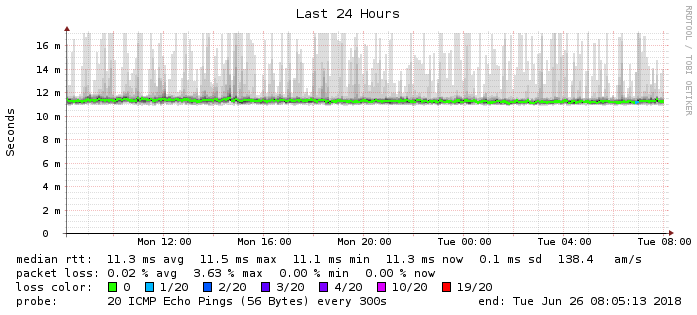 Last 24 Hours
RRDTOOL / TOBI OETIKER
Seconds
16 m
14 m
12 m
10 m
8 m
6 m
4 m
2 m
0
Mon 12:00 Mon 16:00 Mon 20:00 Tue 00:00 Tue 04:00 Tue 08:00
median rtt: 11.3 ms avg 11.5 ms max 11.1 ms min 11.3 ms now 0.1 ms sd 138.4 am/s
packet loss: 0.02 % avg 3.63 % max 0.00 % min 0.00 % now
loss color: 0 1/20 2/20 3/20 4/20 10/20 19/20
probe: 20 ICMP Echo Pings (56 Bytes) every 300s end: Tue Jun 26 08:05:13 2018